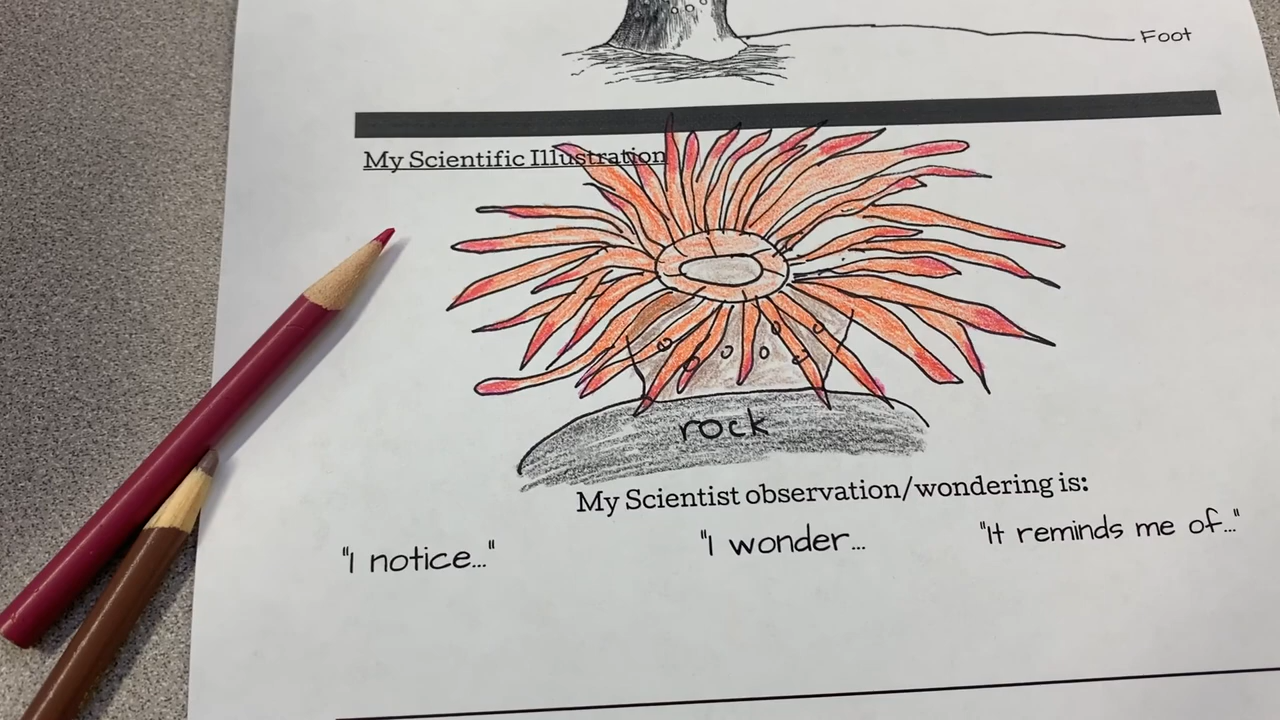 Foot
My Scientific Illustration
rock
My Scientist observation/wondering is:
"I notice..." "I wonder... "It reminds me of..."